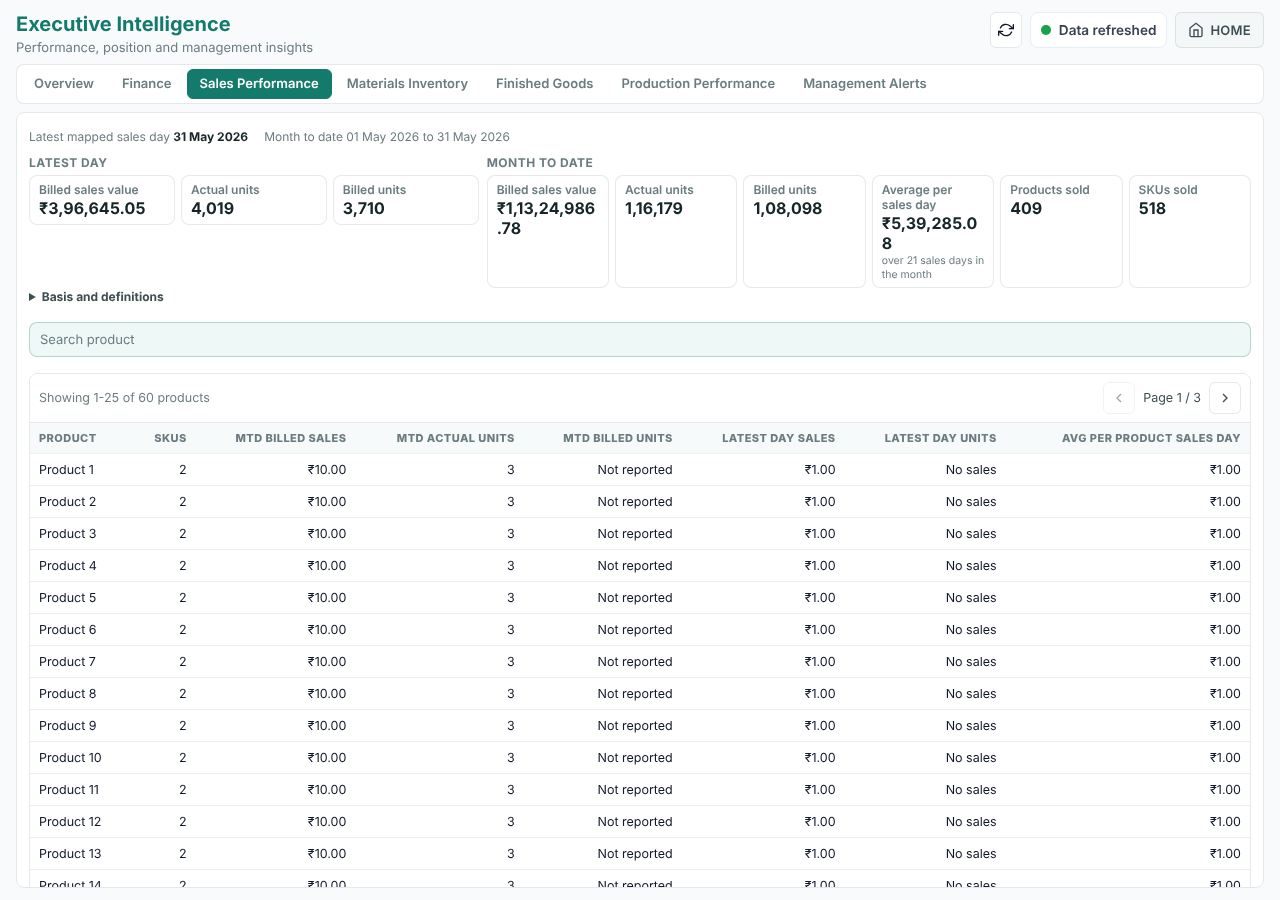 Executive Intelligence
Performance, position and management insights
Data refreshed
HOME
Overview
Finance
Sales Performance
Materials Inventory
Finished Goods
Production Performance
Management Alerts
Latest mapped sales day 31 May 2026
Month to date 01 May 2026 to 31 May 2026
LATEST DAY
Billed sales value
₹3,96,645.05
Actual units
4,019
Billed units
3,710
MONTH TO DATE
Billed sales value
₹1,13,24,986
.78
Actual units
1,16,179
Billed units
1,08,098
Average per
sales day
₹5,39,285.0
8
over 21 sales days in
the month
Products sold
409
SKUs sold
518
Basis and definitions
Search product
Showing 1-25 of 60 products
Page 1 / 3
PRODUCT SKUS MTD BILLED SALES MTD ACTUAL UNITS MTD BILLED UNITS LATEST DAY SALES LATEST DAY UNITS AVG PER PRODUCT SALES DAY
Product 1 2 ₹10.00 3 Not reported ₹1.00 No sales ₹1.00
Product 2 2 ₹10.00 3 Not reported ₹1.00 No sales ₹1.00
Product 3 2 ₹10.00 3 Not reported ₹1.00 No sales ₹1.00
Product 4 2 ₹10.00 3 Not reported ₹1.00 No sales ₹1.00
Product 5 2 ₹10.00 3 Not reported ₹1.00 No sales ₹1.00
Product 6 2 ₹10.00 3 Not reported ₹1.00 No sales ₹1.00
Product 7 2 ₹10.00 3 Not reported ₹1.00 No sales ₹1.00
Product 8 2 ₹10.00 3 Not reported ₹1.00 No sales ₹1.00
Product 9 2 ₹10.00 3 Not reported ₹1.00 No sales ₹1.00
Product 10 2 ₹10.00 3 Not reported ₹1.00 No sales ₹1.00
Product 11 2 ₹10.00 3 Not reported ₹1.00 No sales ₹1.00
Product 12 2 ₹10.00 3 Not reported ₹1.00 No sales ₹1.00
Product 13 2 ₹10.00 3 Not reported ₹1.00 No sales ₹1.00
Product 14 2 ₹10.00 3 Not reported ₹1.00 No sales ₹1.00